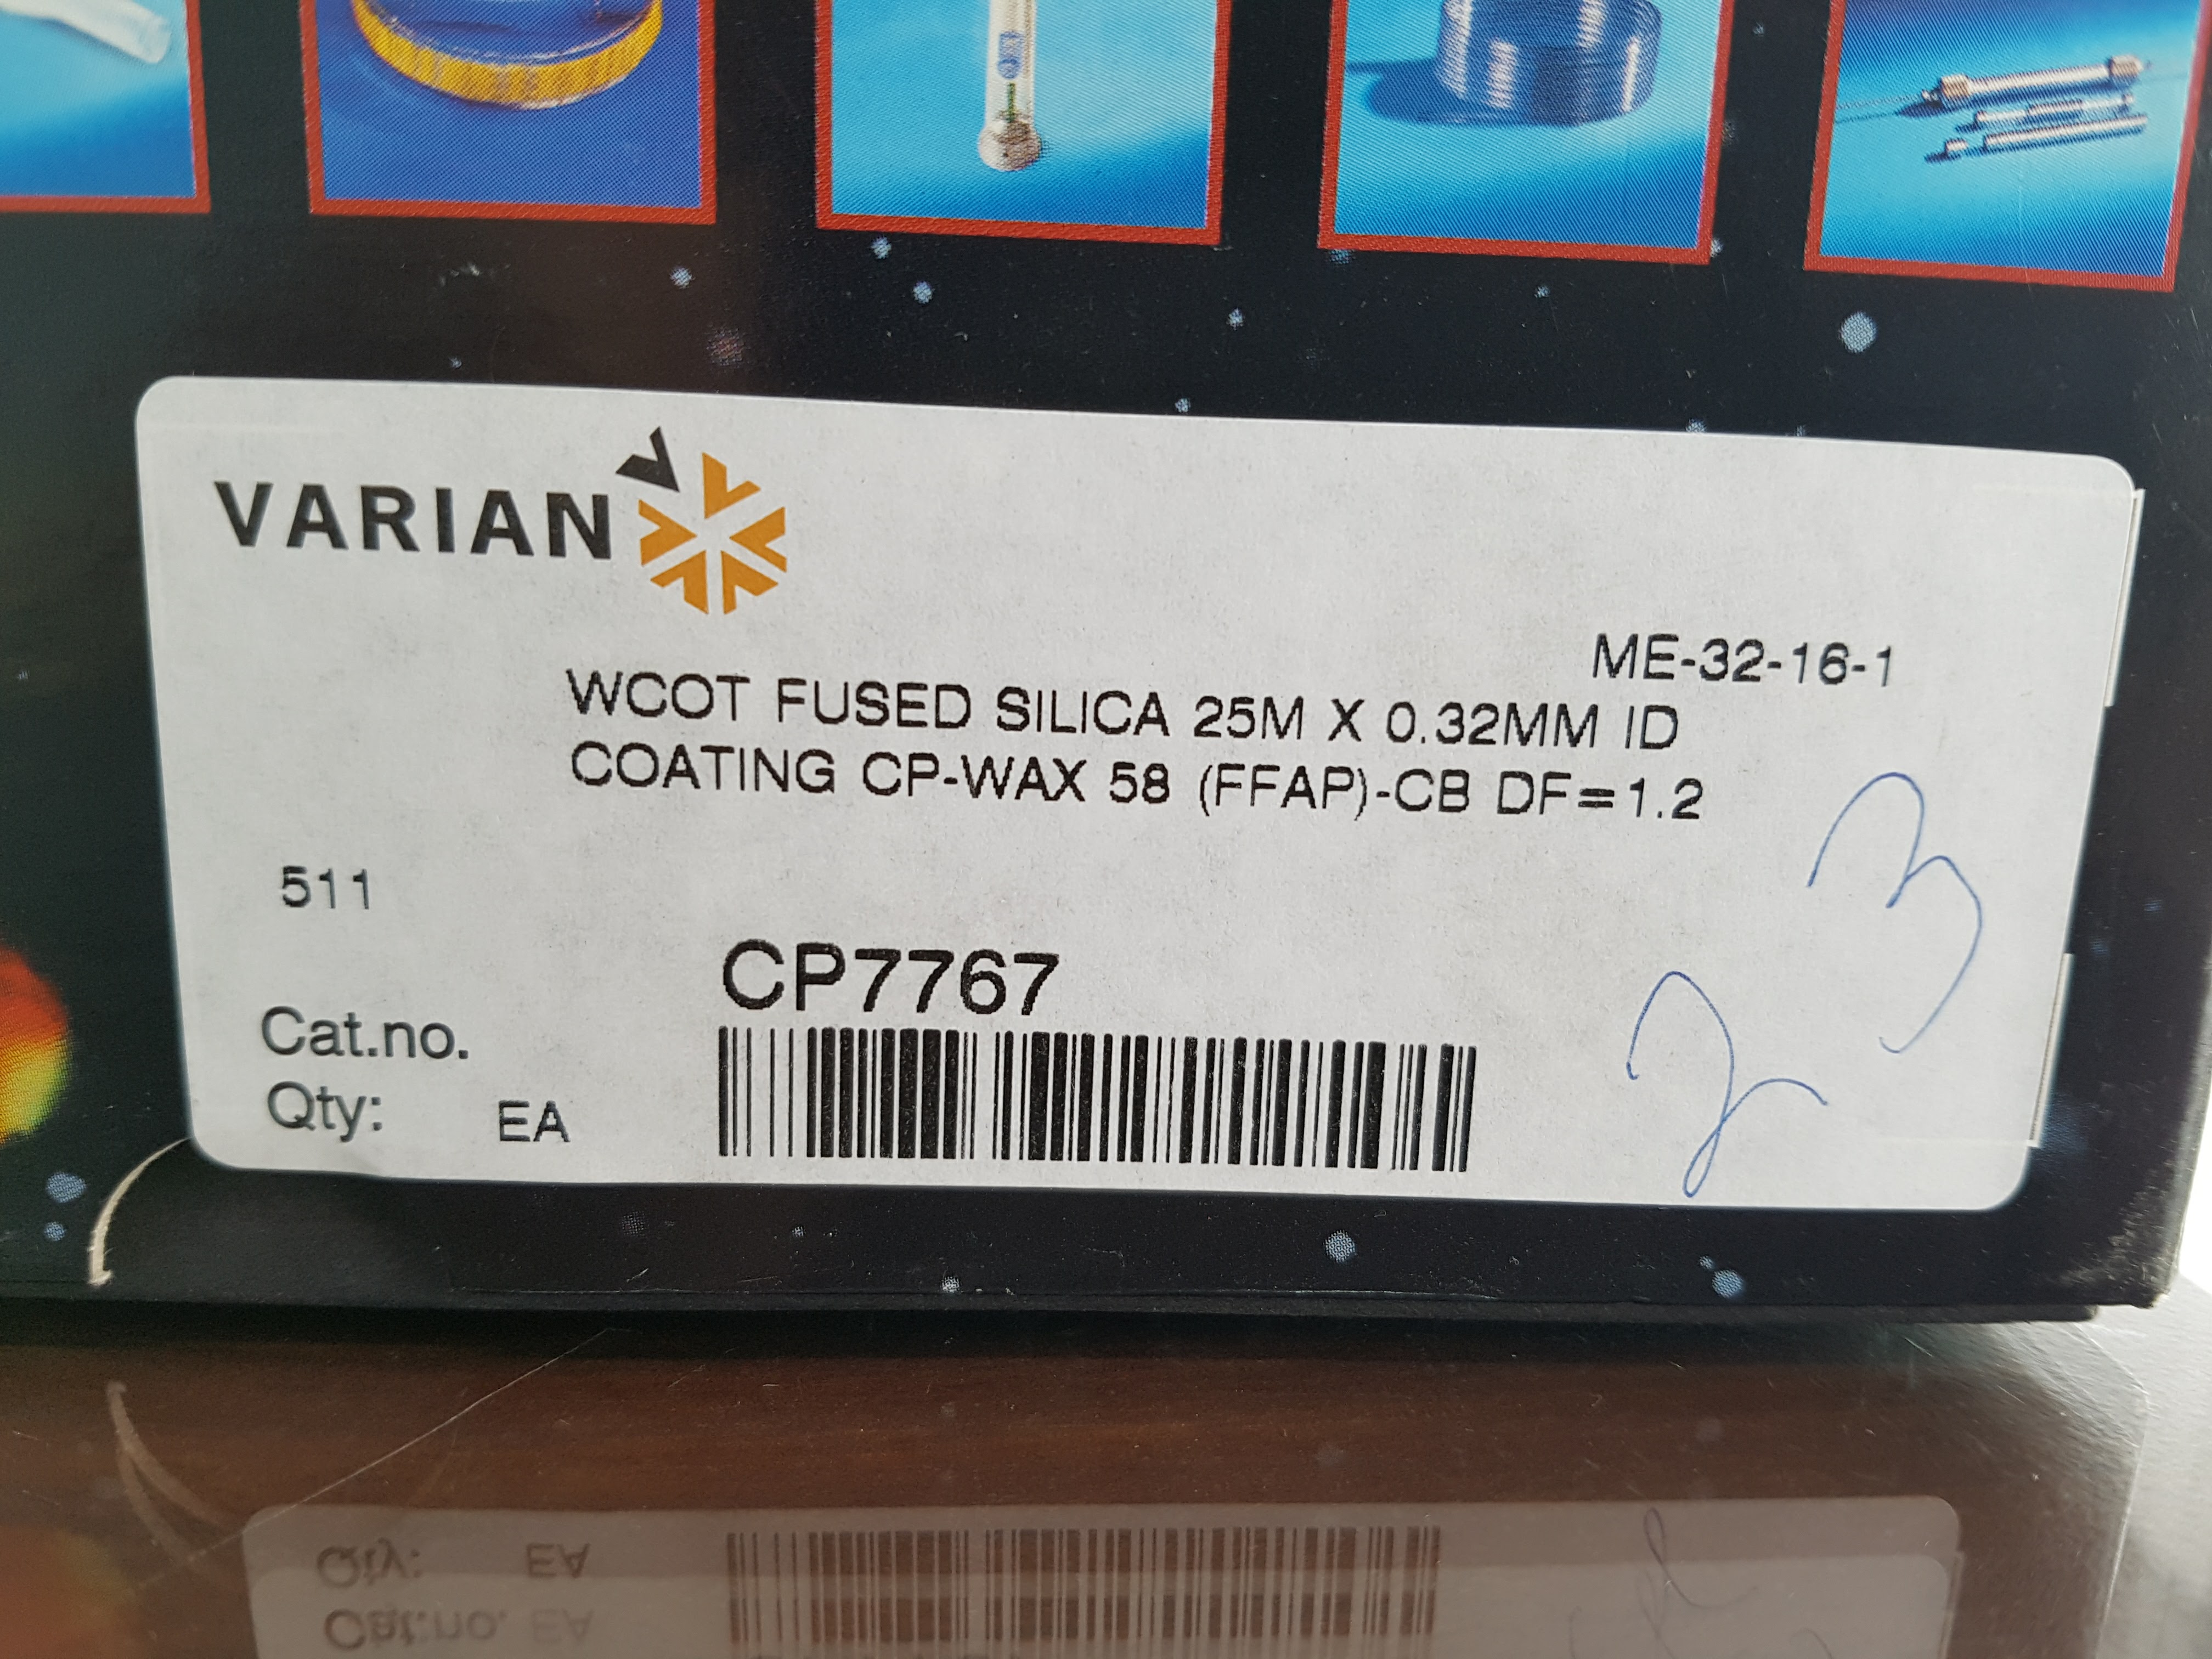 VARIAN
ME-32-16-1
WCOT FUSED SILICA 25M X 0.32MM ID
COATING CP-WAX 58 (FFAP)-CB DF=1.2
511
CP7767
Cat.no.
Qty: EA